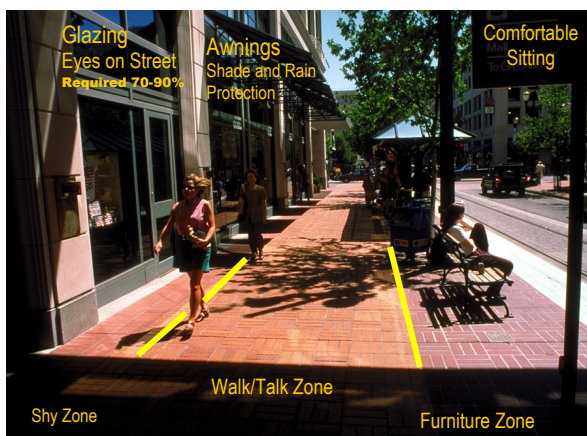 Glazing
Eyes on Street
Required 70-90%
Awnings
Shade and Rain
Protection
Comfortable
Sitting
Mall
Walk/Talk Zone
Shy Zone
Furniture Zone